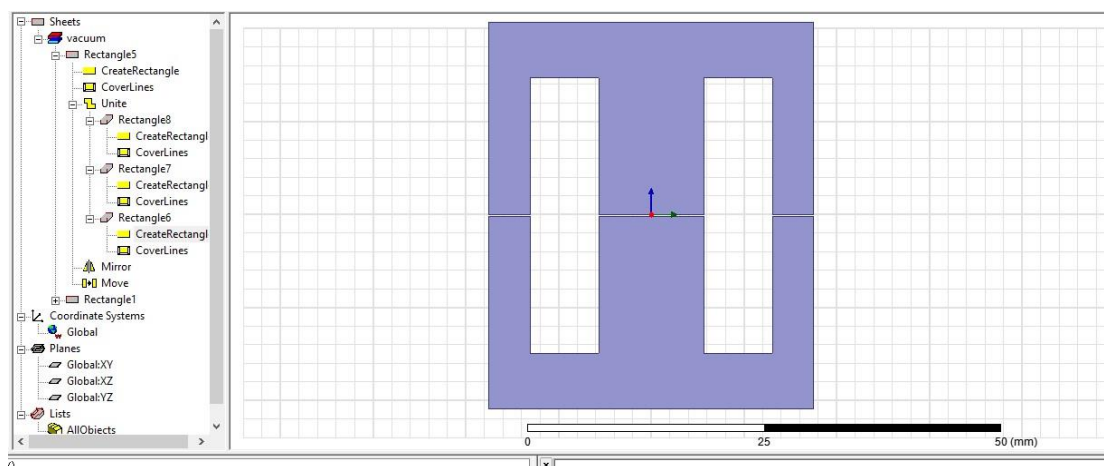 Sheets
vacuum
Rectangle5
CreateRectangle
CoverLines
Unite
Rectangle8
CreateRectangl
CoverLines
Rectangle7
CreateRectangl
CoverLines
Rectangle6
CreateRectangl
CoverLines
Mirror
Move
Rectangle1
Coordinate Systems
Global
Planes
Global:XY
Global:XZ
Global:YZ
Lists
AllObjects
0 25 50 (mm)